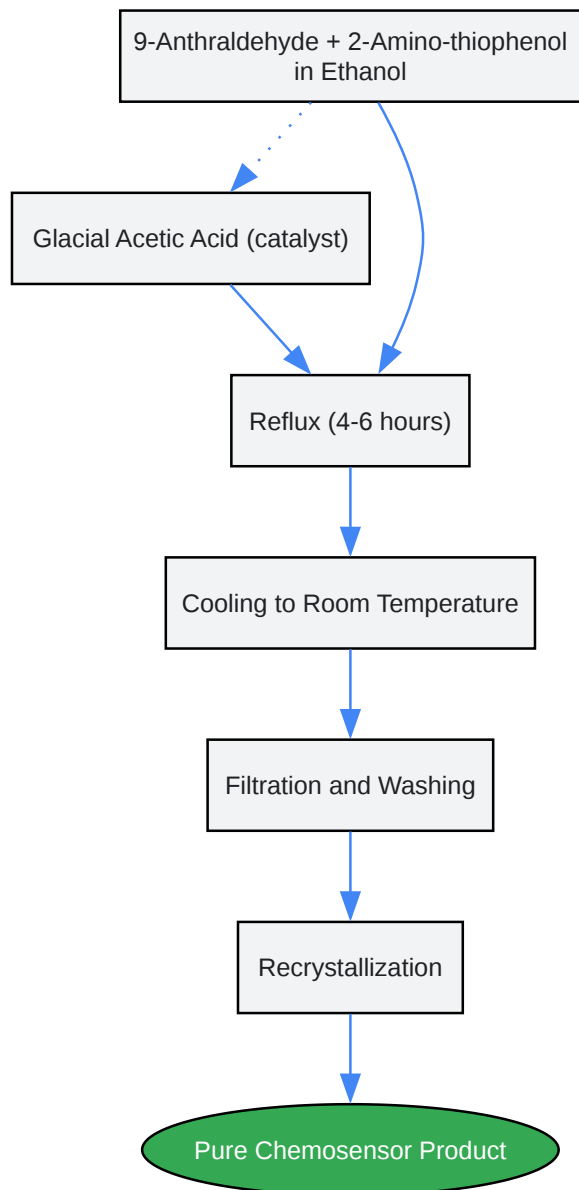 9-Anthraldehyde + 2-Amino-thiophenol
in Ethanol
Glacial Acetic Acid (catalyst)
Reflux (4-6 hours)
Cooling to Room Temperature
Filtration and Washing
Recrystallization
Pure Chemosensor Product